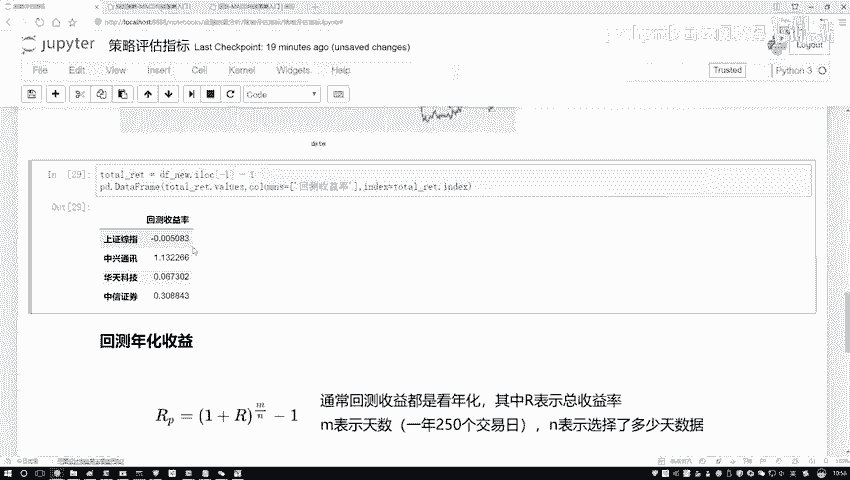 http://localhost:8888/notebooks/
jupyter 策略评估指标 Last Checkpoint: 19 minutes ago (unsaved changes)
Logout
File Edit View Insert Cell Kernel Widgets Help
Trusted
Python 3
Code
date
In [29]: total_ret = df_new.iloc[-1] - 1
pd.DataFrame(total_ret.values,columns=['回测收益率'],index=total_ret.index)
Out[29]:
回测收益率
上证综指 -0.005083
中兴通讯 1.132266
华天科技 0.067302
中信证券 0.308843
回测年化收益
Rp = (1 + R)^(m/n) − 1
通常回测收益都是看年化，其中R表示总收益率
m表示天数（一年250个交易日），n表示选择了多少天数据
10:56